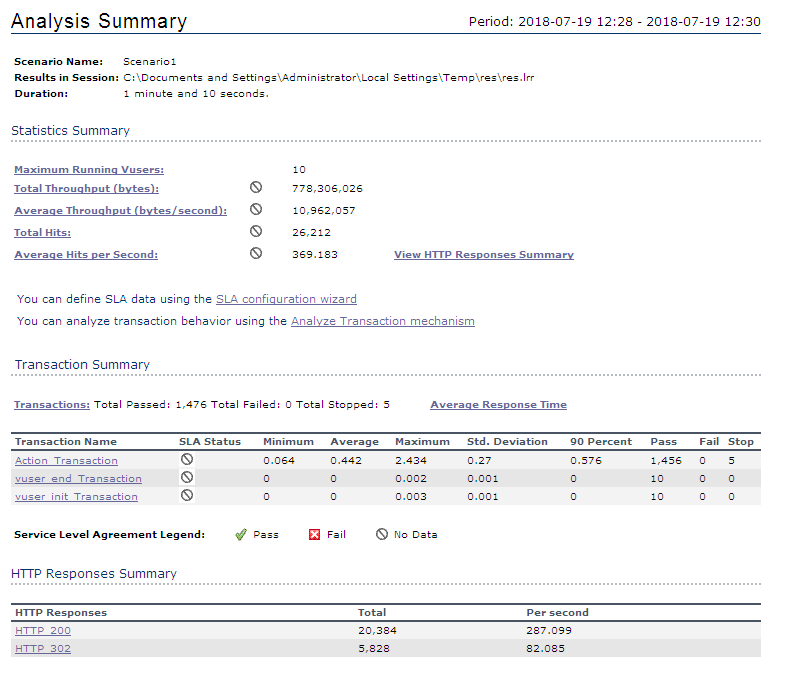 Analysis Summary Period: 2018-07-19 12:28 - 2018-07-19 12:30
Scenario Name: Scenario1
Results in Session: C:\Documents and Settings\Administrator\Local Settings\Temp\res\res.lrr
Duration: 1 minute and 10 seconds.
Statistics Summary
Maximum Running Vusers: 10
Total Throughput (bytes): 778,306,026
Average Throughput (bytes/second): 10,962,057
Total Hits: 26,212
Average Hits per Second: 369.183 View HTTP Responses Summary
You can define SLA data using the SLA configuration wizard
You can analyze transaction behavior using the Analyze Transaction mechanism
Transaction Summary
Transactions: Total Passed: 1,476 Total Failed: 0 Total Stopped: 5 Average Response Time
Transaction Name SLA Status Minimum Average Maximum Std. Deviation 90 Percent Pass Fail Stop
Action_Transaction 0.064 0.442 2.434 0.27 0.576 1,456 0 5
vuser_end_Transaction 0 0 0.002 0.001 0 10 0 0
vuser_init_Transaction 0 0 0.003 0.001 0 10 0 0
Service Level Agreement Legend: Pass Fail No Data
HTTP Responses Summary
HTTP Responses Total Per second
HTTP_200 20,384 287.099
HTTP_302 5,828 82.085